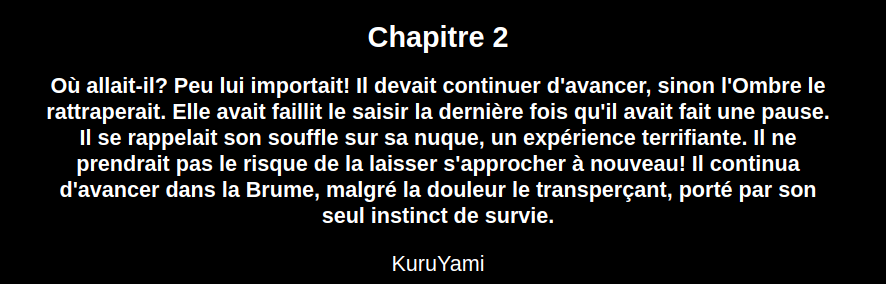 Chapitre 2
Où allait-il? Peu lui importait! Il devait continuer d'avancer, sinon l'Ombre le
rattraperait. Elle avait faillit le saisir la dernière fois qu'il avait fait une pause.
Il se rappelait son souffle sur sa nuque, un expérience terrifiante. Il ne
prendrait pas le risque de la laisser s'approcher à nouveau! Il continua
d'avancer dans la Brume, malgré la douleur le transperçant, porté par son
seul instinct de survie.
KuruYami